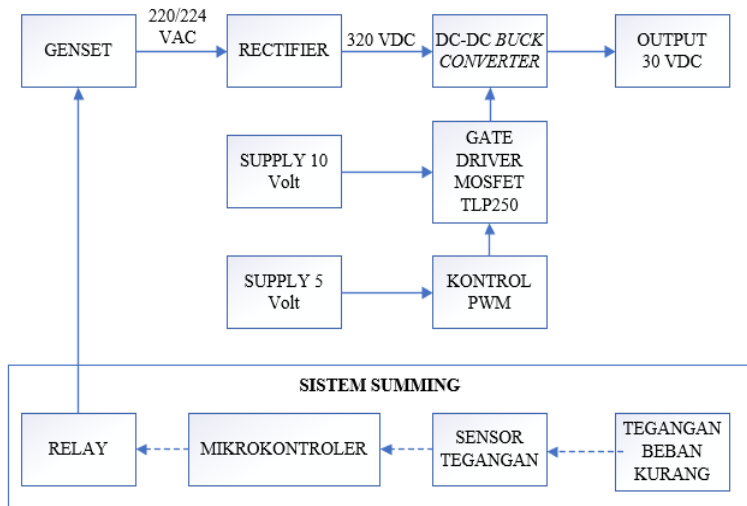 GENSET
220/224
VAC
RECTIFIER
320 VDC
DC-DC BUCK
CONVERTER
OUTPUT
30 VDC
SUPPLY 10
Volt
GATE
DRIVER
MOSFET
TLP250
SUPPLY 5
Volt
KONTROL
PWM
SISTEM SUMMING
RELAY
MIKROKONTROLER
SENSOR
TEGANGAN
TEGANGAN
BEBAN
KURANG